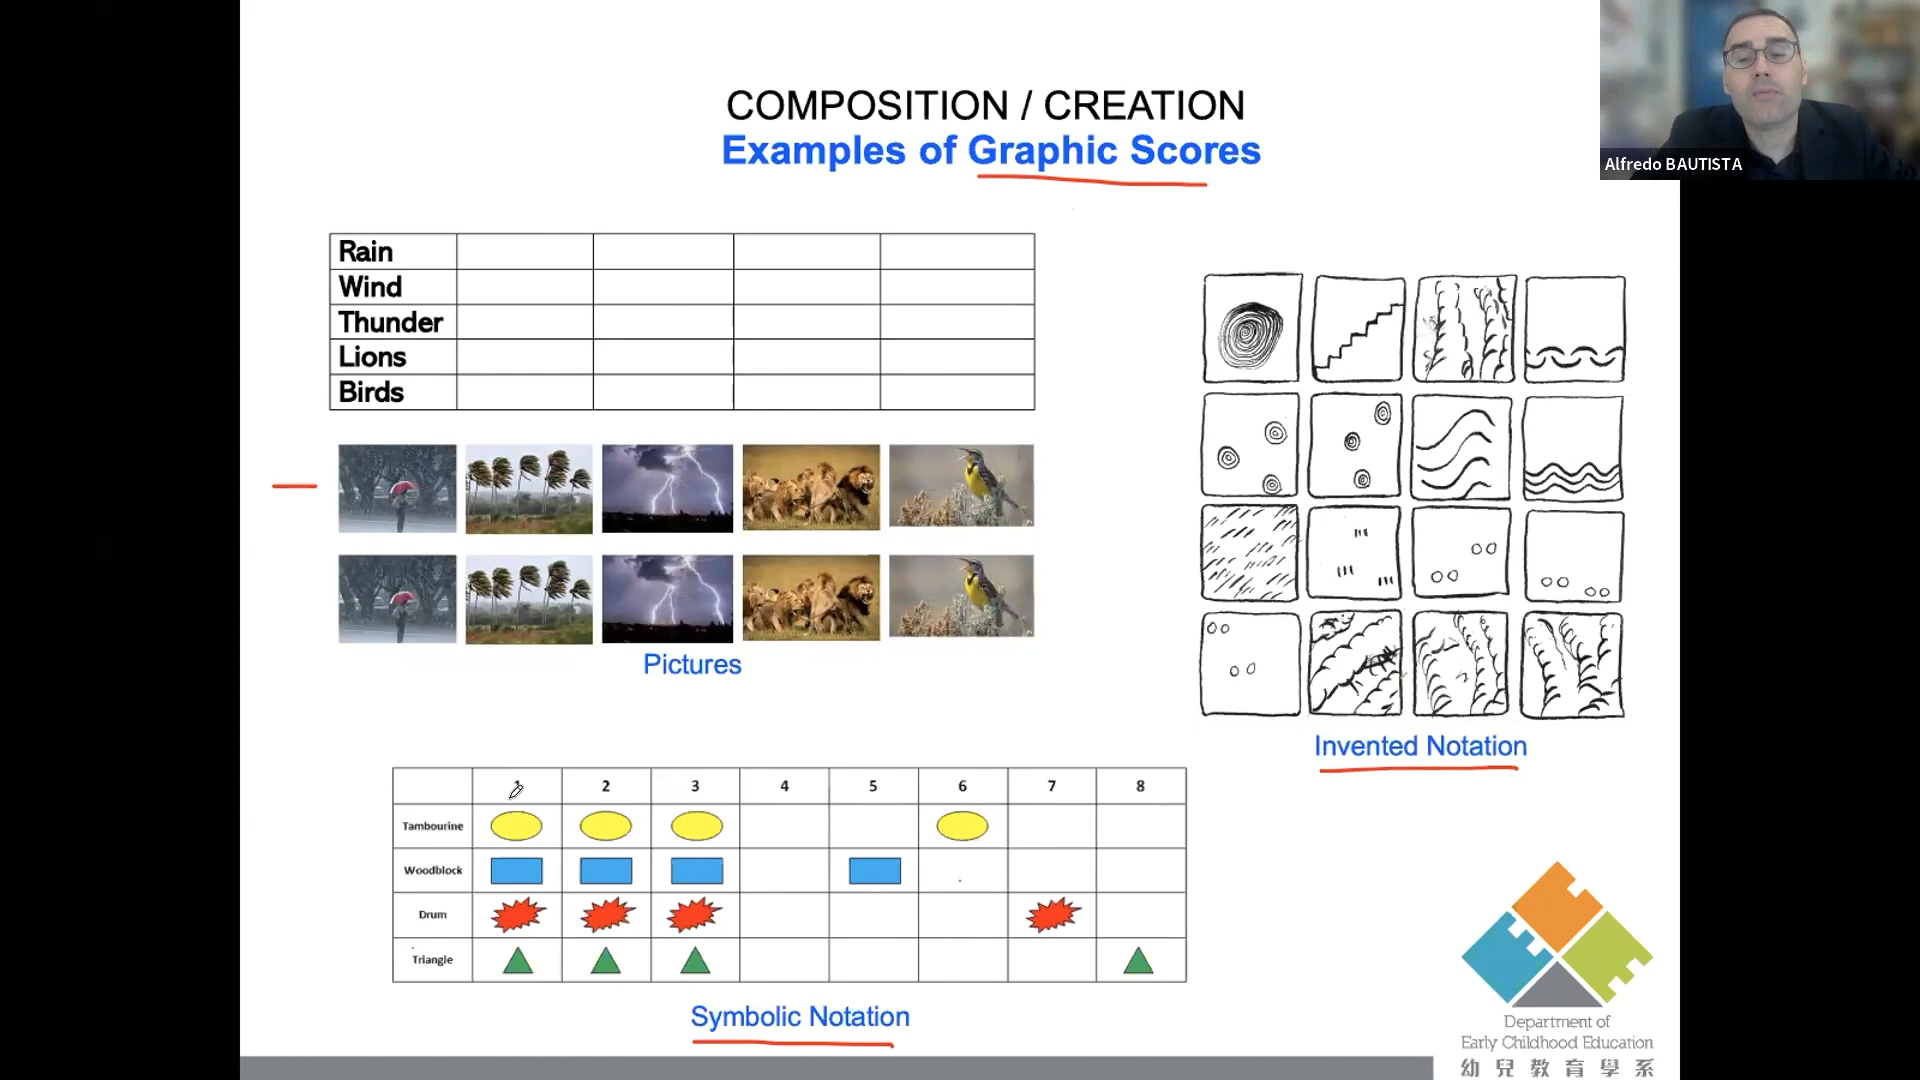 COMPOSITION / CREATION
Examples of Graphic Scores
Alfredo BAUTISTA
Rain
Wind
Thunder
Lions
Birds
Pictures
Invented Notation
1 2 3 4 5 6 7 8
Tambourine
Woodblock
Drum
Triangle
Symbolic Notation
Department of
Early Childhood Education
幼兒教育學系